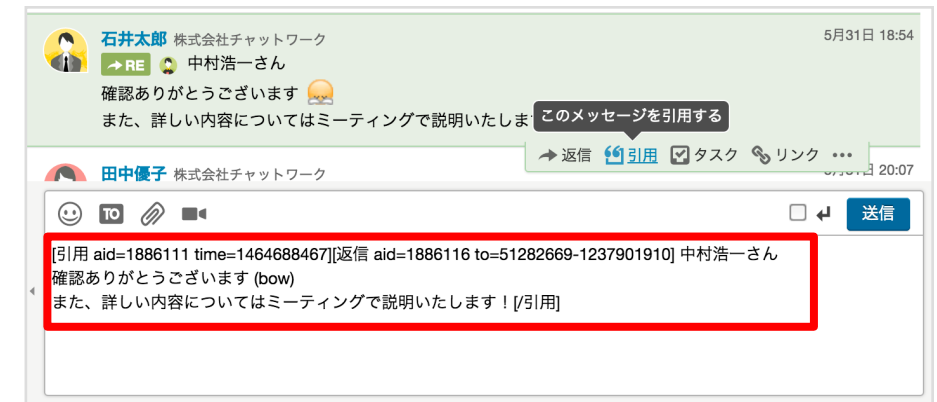 石井太郎 株式会社チャットワーク 5月31日 18:54
RE 中村浩一さん
確認ありがとうございます
また、詳しい内容についてはミーティングで説明いたしま
このメッセージを引用する
返信 引用 タスク リンク •••
田中優子 株式会社チャットワーク 20:07
TO 送信
[引用 aid=1886111 time=1464688467][返信 aid=1886116 to=51282669-1237901910] 中村浩一さん
確認ありがとうございます (bow)
また、詳しい内容についてはミーティングで説明いたします！[/引用]